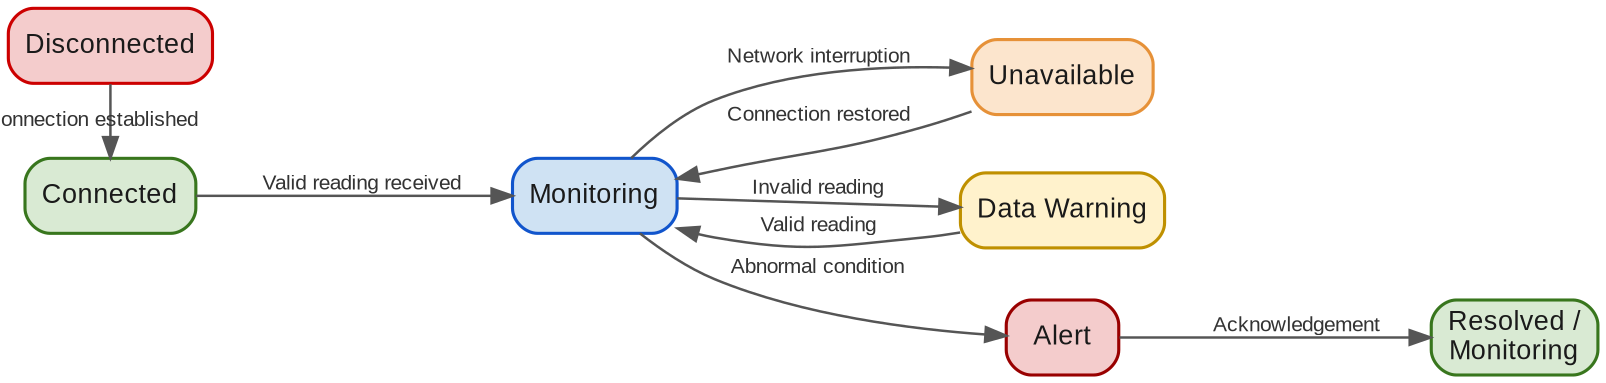 Disconnected
onnection established
Connected
Valid reading received
Monitoring
Network interruption
Unavailable
Connection restored
Invalid reading
Data Warning
Valid reading
Abnormal condition
Alert
Acknowledgement
Resolved /
Monitoring